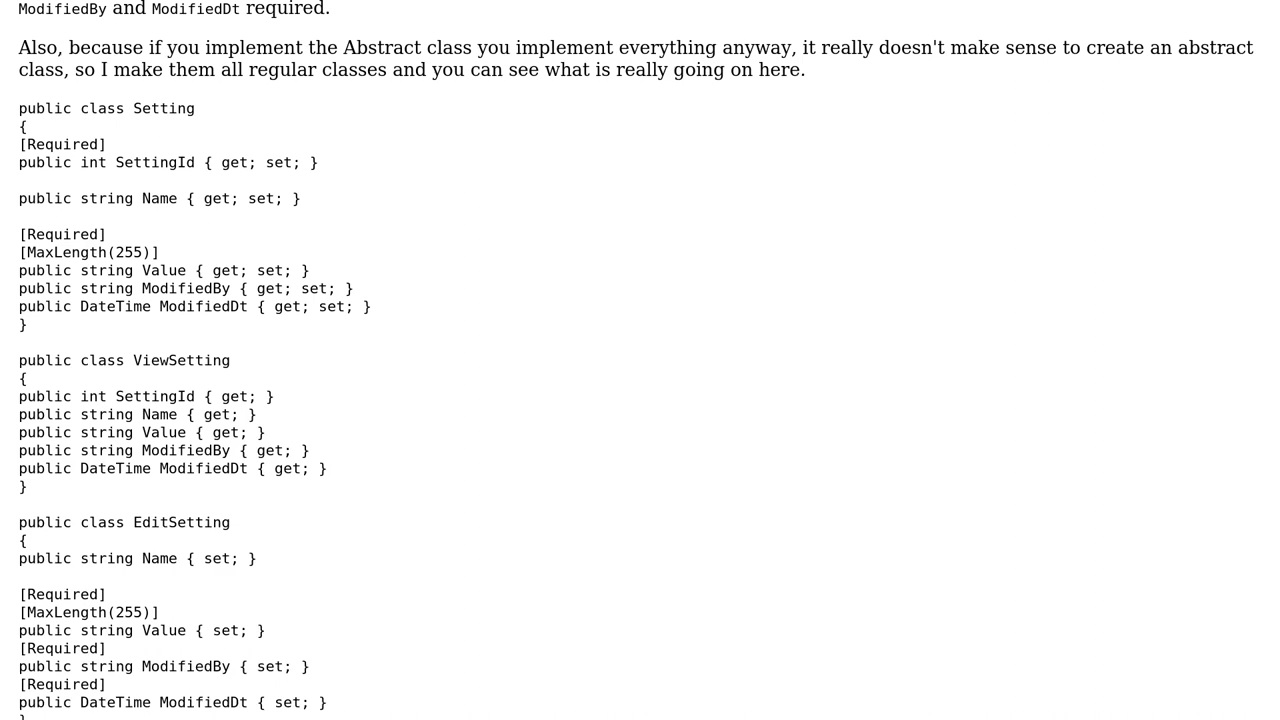 ModifiedBy and ModifiedDt required.
Also, because if you implement the Abstract class you implement everything anyway, it really doesn't make sense to create an abstract
class, so I make them all regular classes and you can see what is really going on here.
public class Setting
{
[Required]
public int SettingId { get; set; }
public string Name { get; set; }
[Required]
[MaxLength(255)]
public string Value { get; set; }
public string ModifiedBy { get; set; }
public DateTime ModifiedDt { get; set; }
}
public class ViewSetting
{
public int SettingId { get; }
public string Name { get; }
public string Value { get; }
public string ModifiedBy { get; }
public DateTime ModifiedDt { get; }
}
public class EditSetting
{
public string Name { set; }
[Required]
[MaxLength(255)]
public string Value { set; }
[Required]
public string ModifiedBy { set; }
[Required]
public DateTime ModifiedDt { set; }
}